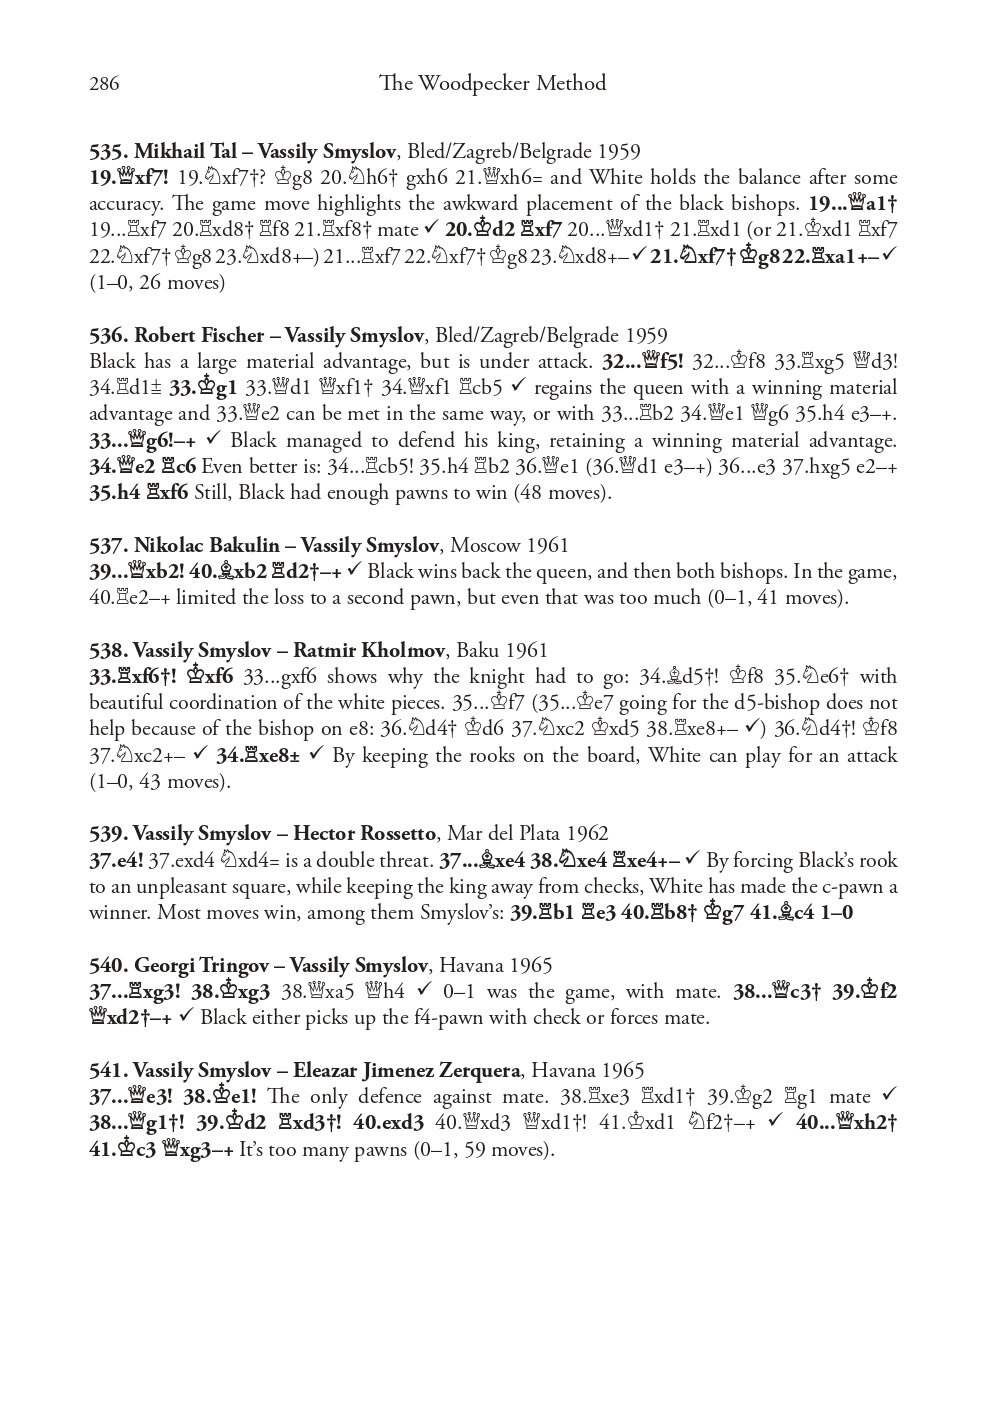 286 The Woodpecker Method
535. Mikhail Tal – Vassily Smyslov, Bled/Zagreb/Belgrade 1959
19.♕xf7! 19.♘xf7†? ♔g8 20.♘h6† gxh6 21.♕xh6= and White holds the balance after some
accuracy. The game move highlights the awkward placement of the black bishops. 19...♕a1†
19...♖xf7 20.♖xd8† ♖f8 21.♖xf8† mate ✓ 20.♔d2 ♖xf7 20...♕xd1† 21.♖xd1 (or 21.♔xd1 ♖xf7
22.♘xf7† ♔g8 23.♘xd8+–) 21...♖xf7 22.♘xf7† ♔g8 23.♘xd8+– ✓ 21.♘xf7† ♔g8 22.♖xa1+– ✓
(1–0, 26 moves)
536. Robert Fischer – Vassily Smyslov, Bled/Zagreb/Belgrade 1959
Black has a large material advantage, but is under attack. 32...♕f5! 32...♔f8 33.♖xg5 ♕d3!
34.♖d1± 33.♔g1 33.♕d1 ♕xf1† 34.♕xf1 ♖cb5 ✓ regains the queen with a winning material
advantage and 33.♕e2 can be met in the same way, or with 33...♖b2 34.♕e1 ♕g6 35.h4 e3–+.
33...♕g6!–+ ✓ Black managed to defend his king, retaining a winning material advantage.
34.♕e2 ♖c6 Even better is: 34...♖cb5! 35.h4 ♖b2 36.♕e1 (36.♕d1 e3–+) 36...e3 37.hxg5 e2–+
35.h4 ♖xf6 Still, Black had enough pawns to win (48 moves).
537. Nikolac Bakulin – Vassily Smyslov, Moscow 1961
39...♕xb2! 40.♗xb2 ♖d2†–+ ✓ Black wins back the queen, and then both bishops. In the game,
40.♖e2–+ limited the loss to a second pawn, but even that was too much (0–1, 41 moves).
538. Vassily Smyslov – Ratmir Kholmov, Baku 1961
33.♖xf6†! ♔xf6 33...gxf6 shows why the knight had to go: 34.♗d5†! ♔f8 35.♘e6† with
beautiful coordination of the white pieces. 35...♔f7 (35...♔e7 going for the d5-bishop does not
help because of the bishop on e8: 36.♘d4† ♔d6 37.♘xc2 ♔xd5 38.♖xe8+– ✓) 36.♘d4†! ♔f8
37.♘xc2+– ✓ 34.♖xe8± ✓ By keeping the rooks on the board, White can play for an attack
(1–0, 43 moves).
539. Vassily Smyslov – Hector Rossetto, Mar del Plata 1962
37.e4! 37.exd4 ♘xd4= is a double threat. 37...♗xe4 38.♘xe4 ♖xe4+– ✓ By forcing Black’s rook
to an unpleasant square, while keeping the king away from checks, White has made the c-pawn a
winner. Most moves win, among them Smyslov’s: 39.♖b1 ♖e3 40.♖b8† ♔g7 41.♗c4 1–0
540. Georgi Tringov – Vassily Smyslov, Havana 1965
37...♖xg3! 38.♔xg3 38.♕xa5 ♕h4 ✓ 0–1 was the game, with mate. 38...♕c3† 39.♔f2
♕xd2†–+ ✓ Black either picks up the f4-pawn with check or forces mate.
541. Vassily Smyslov – Eleazar Jimenez Zerquera, Havana 1965
37...♕e3! 38.♔e1! The only defence against mate. 38.♖xe3 ♖xd1† 39.♔g2 ♖g1 mate ✓
38...♕g1†! 39.♔d2 ♖xd3†! 40.exd3 40.♕xd3 ♕xd1†! 41.♔xd1 ♘f2†–+ ✓ 40...♕xh2†
41.♔c3 ♕xg3–+ It’s too many pawns (0–1, 59 moves).